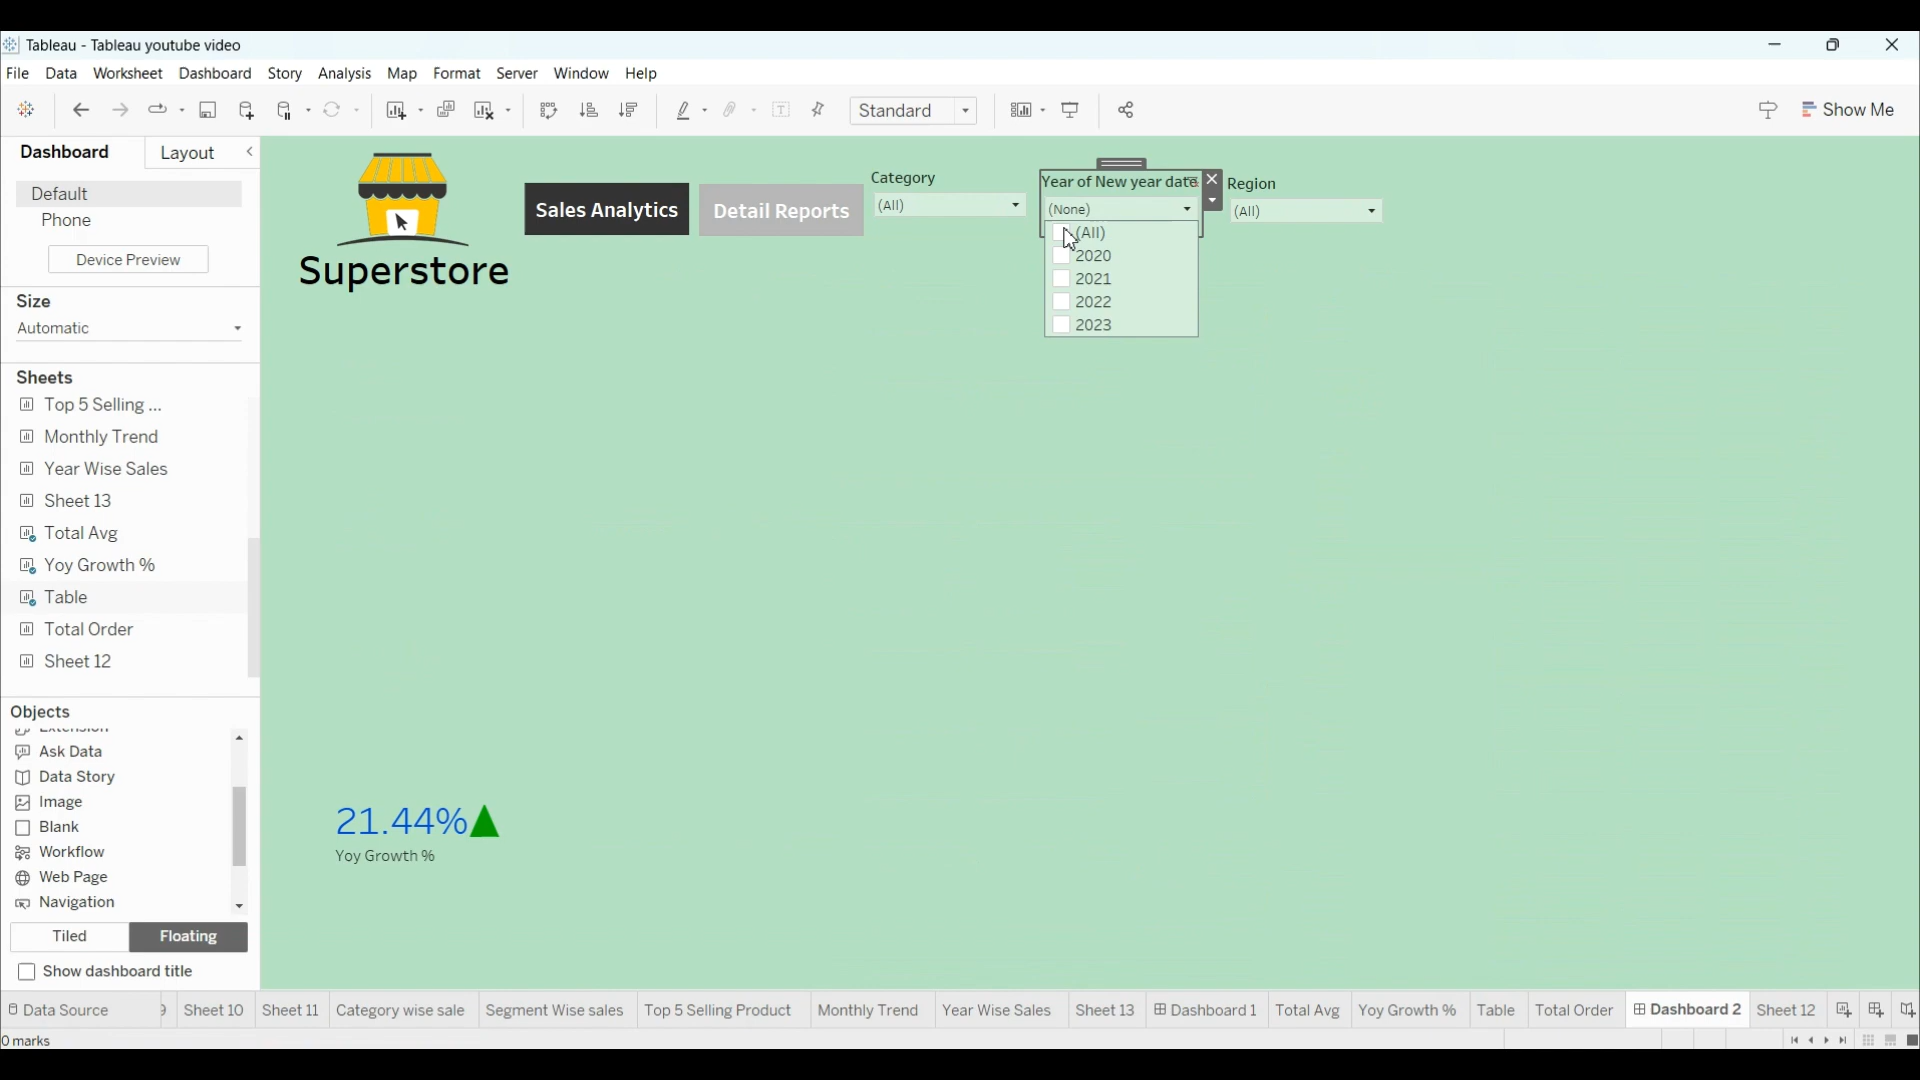 Tableau - Tableau youtube video
File Data Worksheet Dashboard Story Analysis Map Format Server Window Help
Standard
Show Me
Dashboard
Layout
Default
Phone
Device Preview
Size
Automatic
Sheets
Top 5 Selling ...
Monthly Trend
Year Wise Sales
Sheet 13
Total Avg
Yoy Growth %
Table
Total Order
Sheet 12
Objects
Extension
Ask Data
Data Story
Image
Blank
Workflow
Web Page
Navigation
Tiled
Floating
Show dashboard title
Superstore
Sales Analytics
Detail Reports
Category
(All)
Year of New year date
(None)
(All)
2020
2021
2022
2023
Region
(All)
21.44%
Yoy Growth %
Data Source
9
Sheet 10
Sheet 11
Category wise sale
Segment Wise sales
Top 5 Selling Product
Monthly Trend
Year Wise Sales
Sheet 13
Dashboard 1
Total Avg
Yoy Growth %
Table
Total Order
Dashboard 2
Sheet 12
0 marks